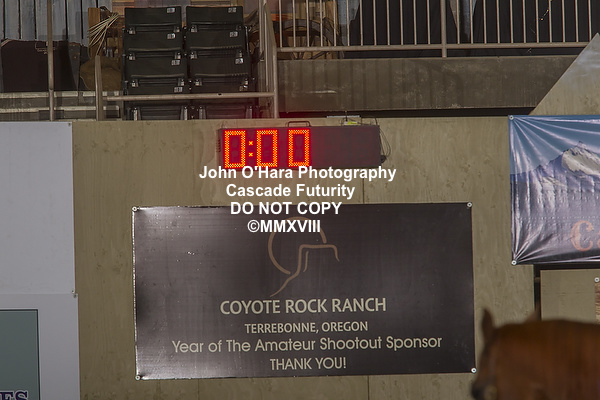 0:00
John O'Hara Photography
Cascade Futurity
DO NOT COPY
©MMXVIII
COYOTE ROCK RANCH
TERREBONNE, OREGON
Year of The Amateur Shootout Sponsor
THANK YOU!